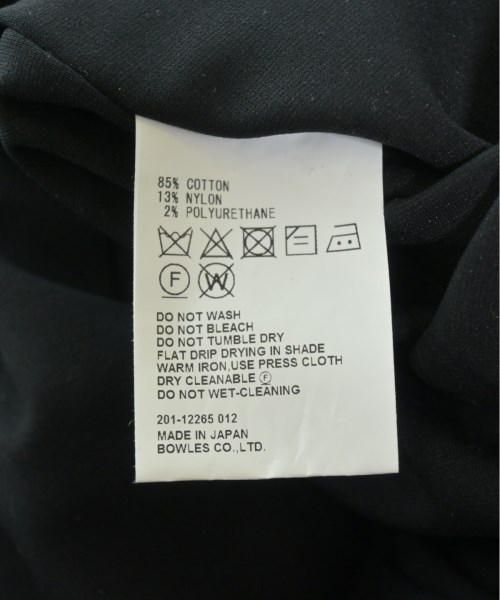 85% COTTON
13% NYLON
2% POLYURETHANE
F W
DO NOT WASH
DO NOT BLEACH
DO NOT TUMBLE DRY
FLAT DRIP DRYING IN SHADE
WARM IRON,USE PRESS CLOTH
DRY CLEANABLE Ⓕ
DO NOT WET-CLEANING
201-12265 012
MADE IN JAPAN
BOWLES CO.,LTD.